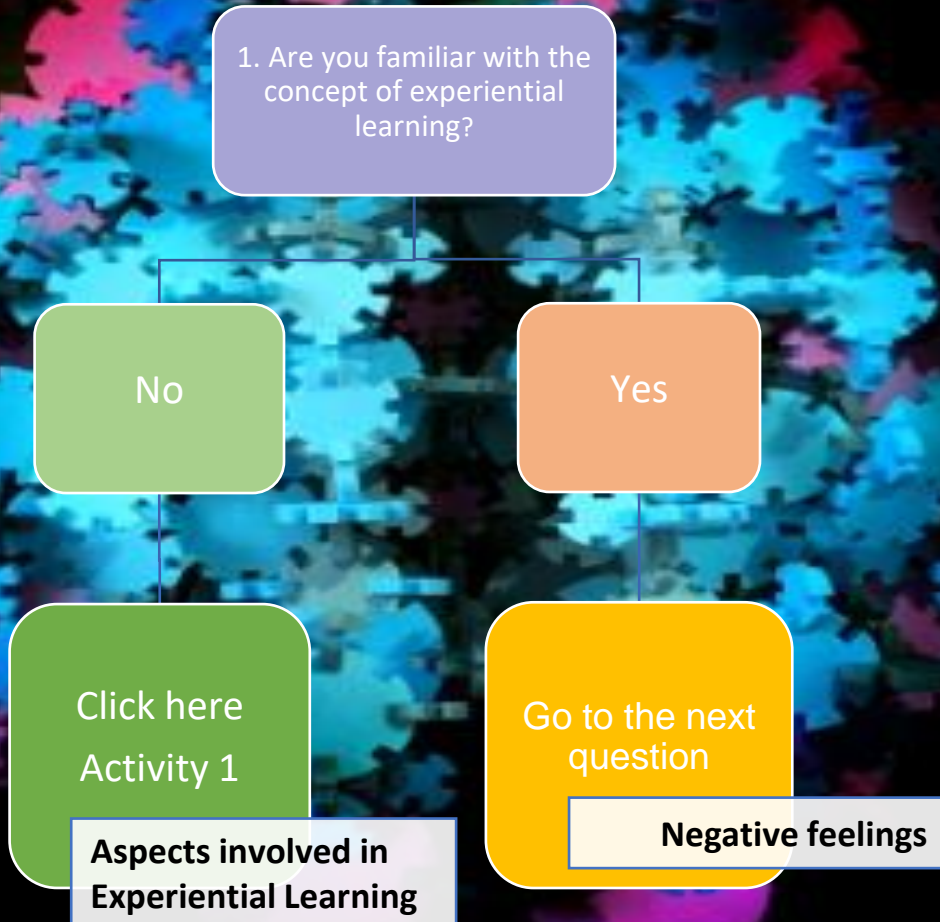 1. Are you familiar with the
concept of experiential
learning?
No
Yes
Click here
Activity 1
Go to the next
question
Aspects involved in
Experiential Learning
Negative feelings